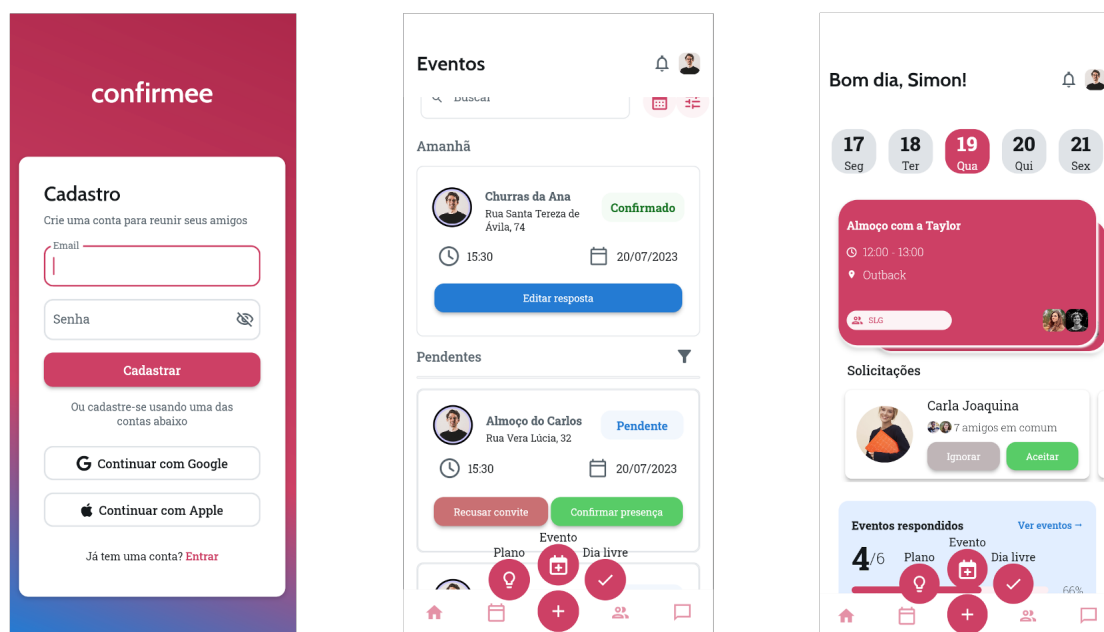 confirmee
Cadastro
Crie uma conta para reunir seus amigos
Email
Senha
Cadastrar
Ou cadastre-se usando uma das
contas abaixo
Continuar com Google
Continuar com Apple
Já tem uma conta? Entrar
Eventos
Buscar
Amanhã
Churras da Ana
Rua Santa Tereza de
Ávila, 74
Confirmado
15:30
20/07/2023
Editar resposta
Pendentes
Almoço do Carlos
Rua Vera Lúcia, 32
Pendente
15:30
20/07/2023
Recusar convite
Confirmar presença
Evento
Plano
Dia livre
Bom dia, Simon!
17 18 19 20 21
Seg Ter Qua Qui Sex
Almoço com a Taylor
12:00 - 13:00
Outback
SLG
Solicitações
Carla Joaquina
7 amigos em comum
Ignorar
Aceitar
Eventos respondidos
Ver eventos →
4/6
Evento
Plano
Dia livre
66%